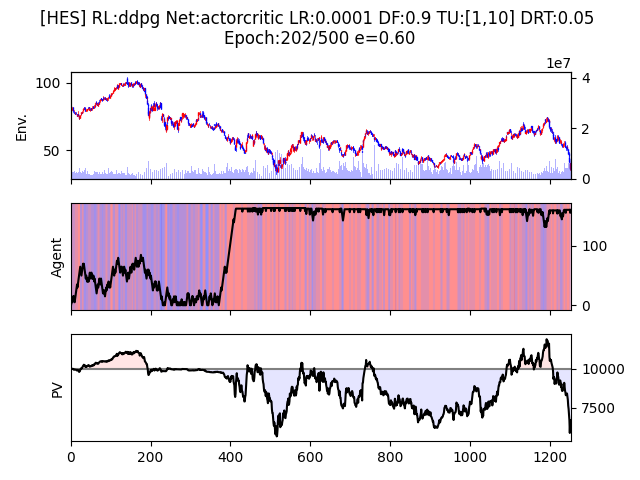 [HES] RL:ddpg Net:actorcritic LR:0.0001 DF:0.9 TU:[1,10] DRT:0.05
Epoch:202/500 e=0.60
1e7
100
50
Env.
4
2
0
Agent
100
0
PV
10000
7500
0 200 400 600 800 1000 1200